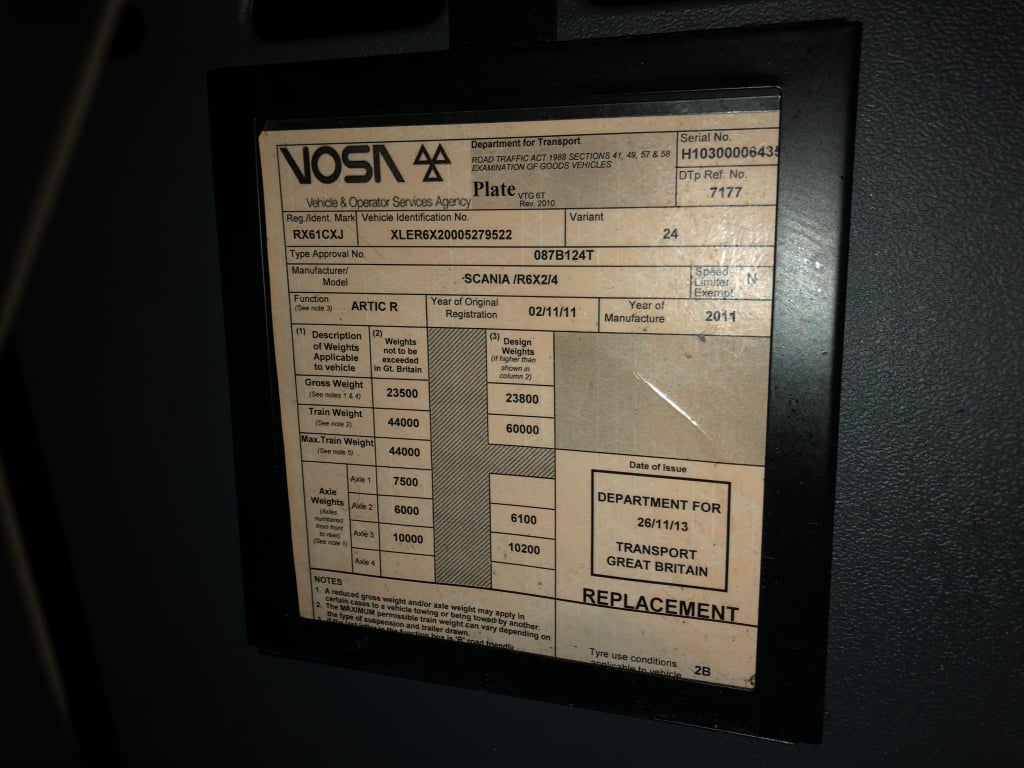 VOSA
Vehicle & Operator Services Agency
Department for Transport
ROAD TRAFFIC ACT 1988 SECTIONS 41, 49, 57 & 58
EXAMINATION OF GOODS VEHICLES
Plate VTG 6T
Rev. 2010
Serial No.
H10300006435
DTp Ref. No.
7177
Reg./Ident. Mark
RX61CXJ
Vehicle Identification No.
XLER6X20005279522
Variant
24
Type Approval No.
087B124T
Manufacturer/
Model
SCANIA /R6X2/4
Speed
Limiter
Exempt
N
Function
(See note 3)
ARTIC R
Year of Original
Registration
02/11/11
Year of
Manufacture
2011
(1) Description
of Weights
Applicable
to vehicle
(2) Weights
not to be
exceeded
in Gt. Britain
(3) Design
Weights
(if higher than
shown in
column 2)
Gross Weight
(See notes 1 & 4)
23500
23800
Train Weight
(See note 2)
44000
60000
Max.Train Weight
(See note 5)
44000
Axle
Weights
(Axles
numbered
from front
to rear)
(See note 1)
Axle 1
7500
Axle 2
6000
6100
Axle 3
10000
10200
Axle 4
Date of Issue
DEPARTMENT FOR
26/11/13
TRANSPORT
GREAT BRITAIN
REPLACEMENT
NOTES
1. A reduced gross weight and/or axle weight may apply in
certain cases to a vehicle towing or being towed by another.
2. The MAXIMUM permissible train weight can vary depending on
the type of suspension and trailer drawn.
Tyre use conditions
applicable to vehicle
2B